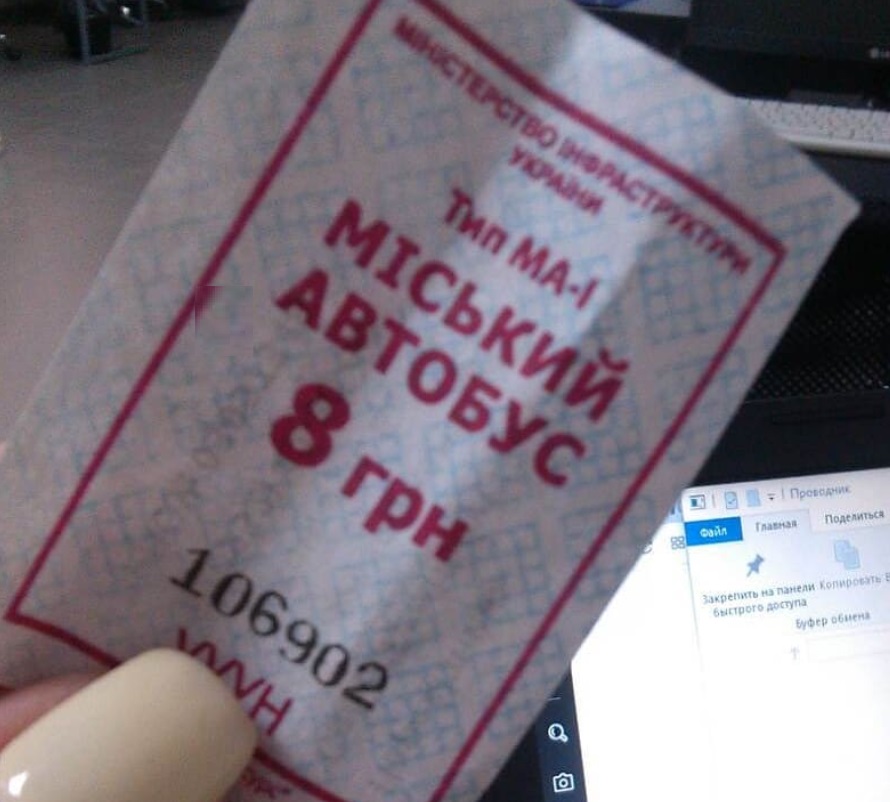 МІНІСТЕРСТВО ІНФРАСТРУКТУРИ
УКРАЇНИ
Тип МА-І
МІСЬКИЙ
АВТОБУС
8 грн
106902
Проводник
Файл
Главная
Поделиться
Закрепить на панели
быстрого доступа
Копировать
Буфер обмена